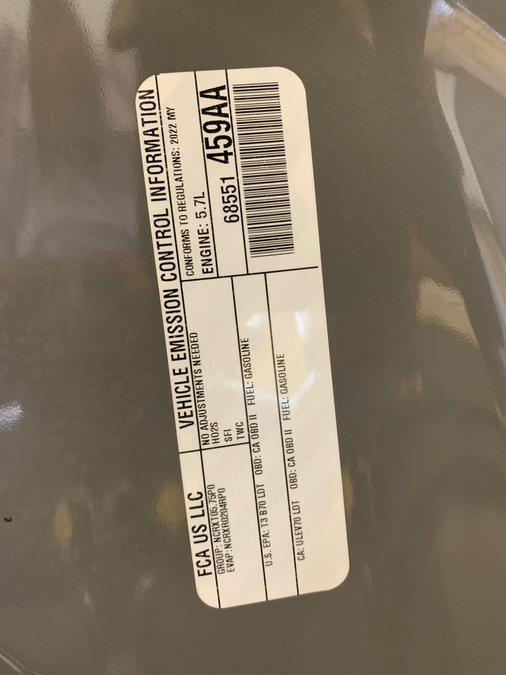 FCA US LLC
GROUP: NCRXT05.75P0
EVAP: NCRXR0204RP0
VEHICLE EMISSION CONTROL INFORMATION
NO ADJUSTMENTS NEEDED
HO2S
SFI
TWC
CONFORMS TO REGULATIONS: 2022 MY
ENGINE: 5.7L
68551 459AA
U.S. EPA: T3 B70 LDT OBD: CA OBD II FUEL: GASOLINE
CA: ULEV70 LDT OBD: CA OBD II FUEL: GASOLINE